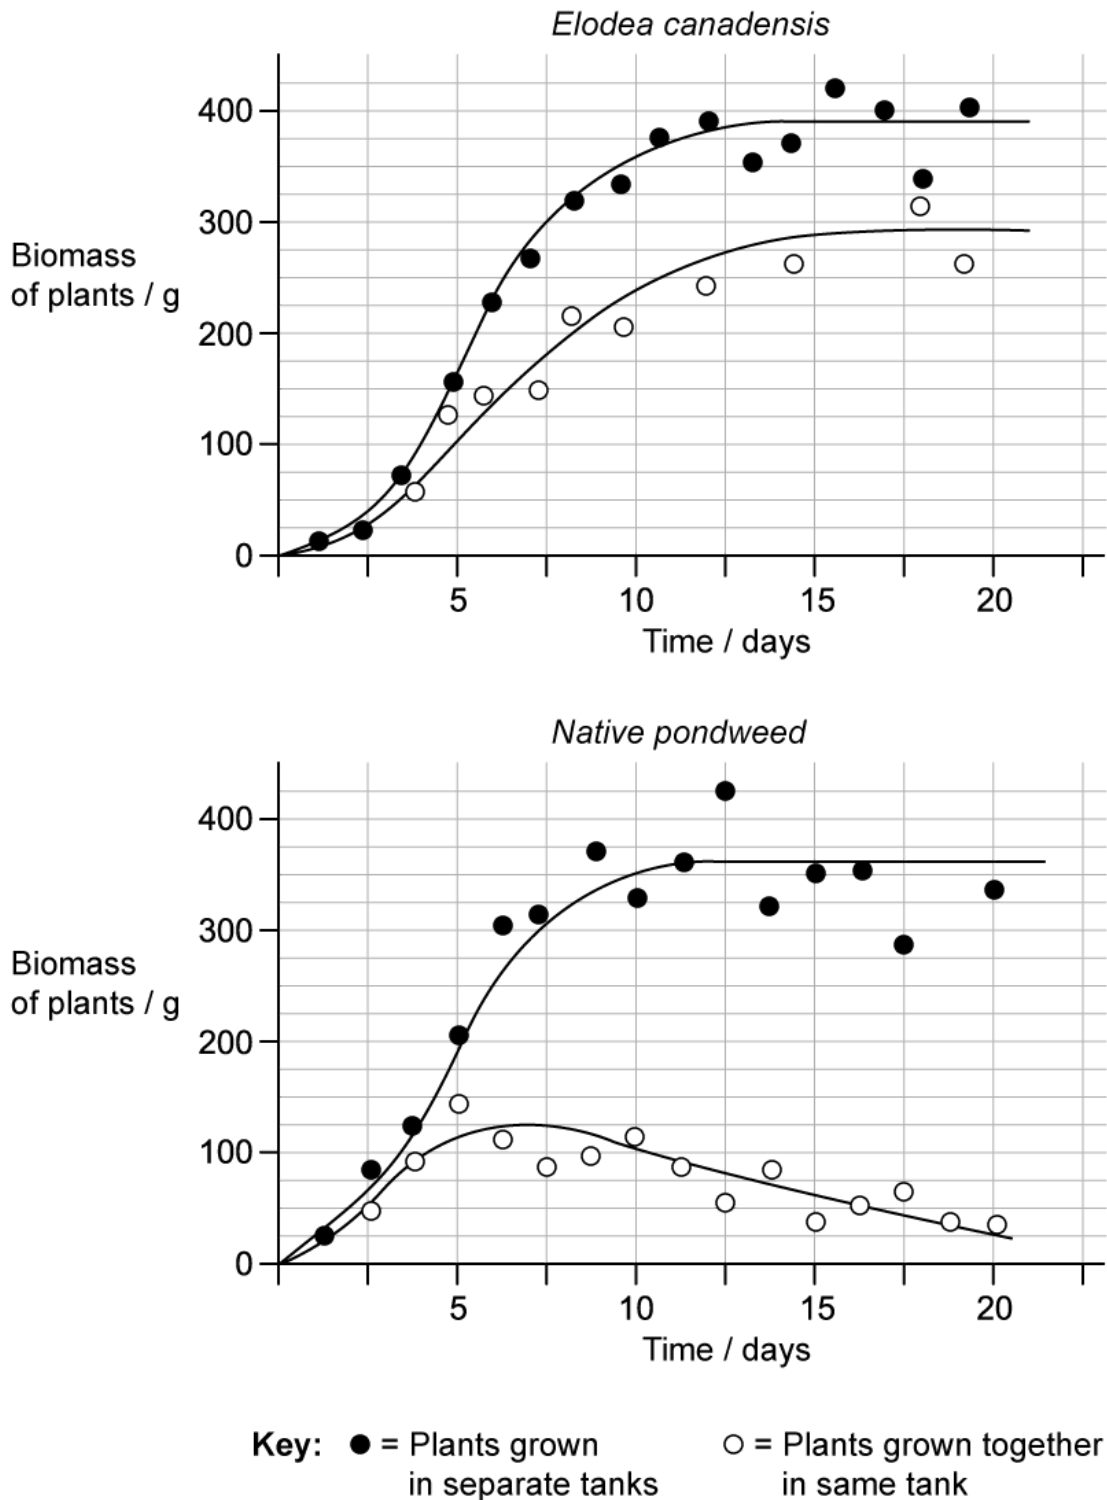 Elodea canadensis
400
300
Biomass
of plants / g
200
100
0
5 10 15 20
Time / days
Native pondweed
400
300
Biomass
of plants / g
200
100
0
5 10 15 20
Time / days
Key: = Plants grown = Plants grown together
in separate tanks in same tank